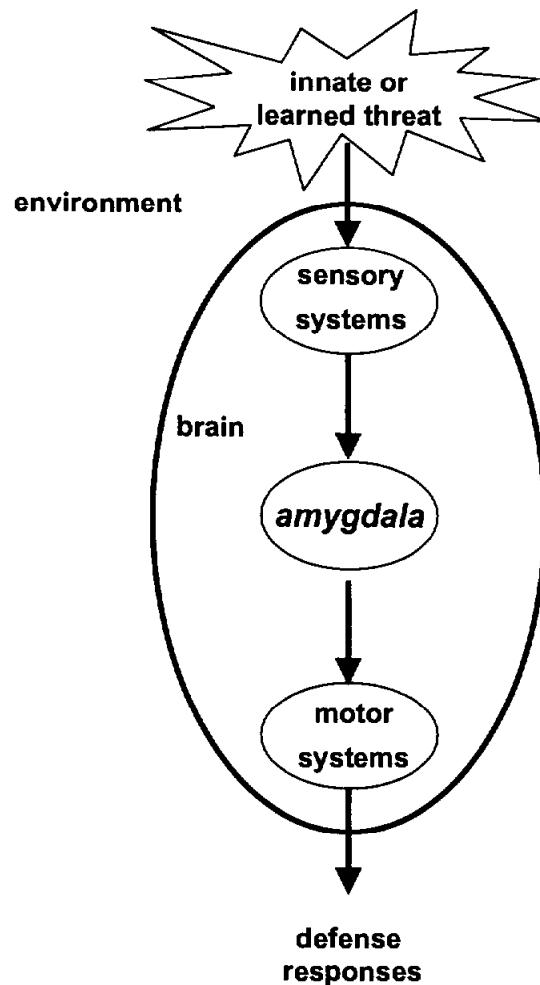 innate or
learned threat
environment
sensory
systems
brain
amygdala
motor
systems
defense
responses